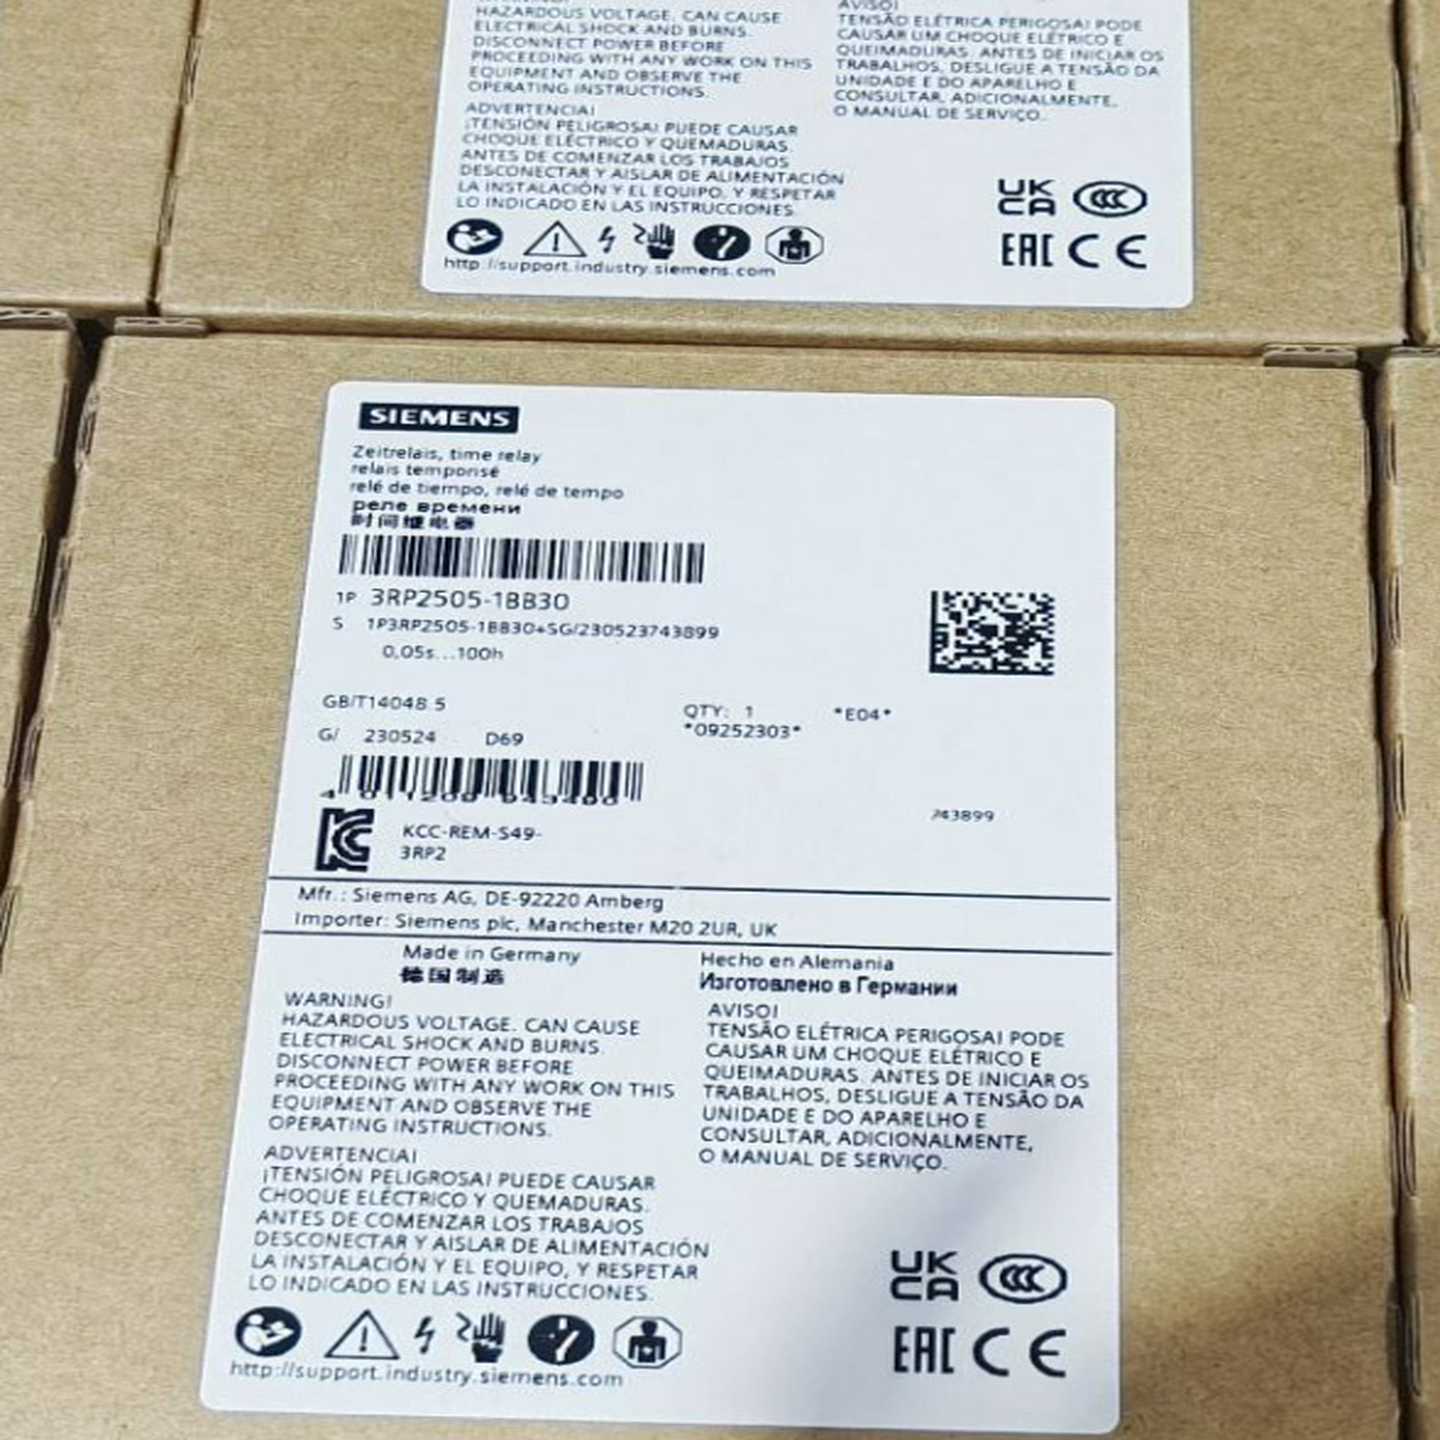 HAZARDOUS VOLTAGE. CAN CAUSE
ELECTRICAL SHOCK AND BURNS.
DISCONNECT POWER BEFORE
PROCEEDING WITH ANY WORK ON THIS
EQUIPMENT AND OBSERVE THE
OPERATING INSTRUCTIONS.
ADVERTENCIA!
¡TENSIÓN PELIGROSA! PUEDE CAUSAR
CHOQUE ELÉCTRICO Y QUEMADURAS.
ANTES DE COMENZAR LOS TRABAJOS
DESCONECTAR Y AISLAR DE ALIMENTACIÓN
LA INSTALACIÓN Y EL EQUIPO, Y RESPETAR
LO INDICADO EN LAS INSTRUCCIONES.
http://support.industry.siemens.com
AVISO!
TENSÃO ELÉTRICA PERIGOSA! PODE
CAUSAR UM CHOQUE ELÉTRICO E
QUEIMADURAS. ANTES DE INICIAR OS
TRABALHOS, DESLIGUE A TENSÃO DA
UNIDADE E DO APARELHO E
CONSULTAR, ADICIONALMENTE,
O MANUAL DE SERVIÇO.
UK
CA CCC
EAC CE
SIEMENS
Zeitrelais, time relay
relais temporisé
relé de tiempo, relé de tempo
реле времени
时间继电器
1P 3RP2505-1BB30
S 1P3RP2505-1BB30+SG/230523743899
0,05s...100h
GB/T14048.5
QTY: 1 *E04*
*09252303*
G/ 230524 D69
4 011209 943490
743899
KC KCC-REM-S49-
3RP2
Mfr.: Siemens AG, DE-92220 Amberg
Importer: Siemens plc, Manchester M20 2UR, UK
Made in Germany
德国制造
Hecho en Alemania
Изготовлено в Германии
WARNING!
HAZARDOUS VOLTAGE. CAN CAUSE
ELECTRICAL SHOCK AND BURNS.
DISCONNECT POWER BEFORE
PROCEEDING WITH ANY WORK ON THIS
EQUIPMENT AND OBSERVE THE
OPERATING INSTRUCTIONS.
ADVERTENCIA!
¡TENSIÓN PELIGROSA! PUEDE CAUSAR
CHOQUE ELÉCTRICO Y QUEMADURAS.
ANTES DE COMENZAR LOS TRABAJOS
DESCONECTAR Y AISLAR DE ALIMENTACIÓN
LA INSTALACIÓN Y EL EQUIPO, Y RESPETAR
LO INDICADO EN LAS INSTRUCCIONES.
http://support.industry.siemens.com
AVISO!
TENSÃO ELÉTRICA PERIGOSA! PODE
CAUSAR UM CHOQUE ELÉTRICO E
QUEIMADURAS. ANTES DE INICIAR OS
TRABALHOS, DESLIGUE A TENSÃO DA
UNIDADE E DO APARELHO E
CONSULTAR, ADICIONALMENTE,
O MANUAL DE SERVIÇO.
UK
CA CCC
EAC CE